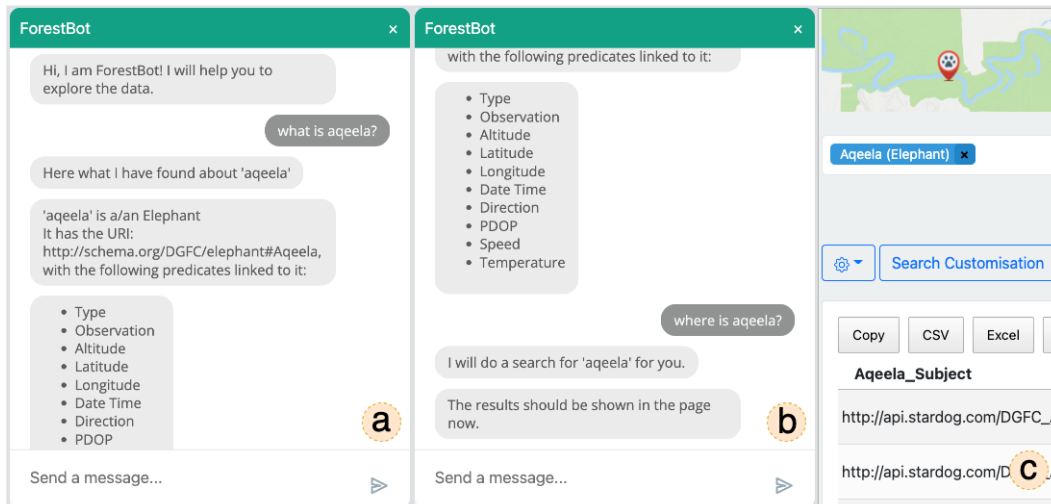 ForestBot ×
Hi, I am ForestBot! I will help you to
explore the data.
what is aqeela?
Here what I have found about 'aqeela'
'aqeela' is a/an Elephant
It has the URI:
http://schema.org/DGFC/elephant#Aqeela,
with the following predicates linked to it:
• Type
• Observation
• Altitude
• Latitude
• Longitude
• Date Time
• Direction
• PDOP
a
Send a message...
ForestBot ×
with the following predicates linked to it:
• Type
• Observation
• Altitude
• Latitude
• Longitude
• Date Time
• Direction
• PDOP
• Speed
• Temperature
where is aqeela?
I will do a search for 'aqeela' for you.
The results should be shown in the page
now.
b
Send a message...
Aqeela (Elephant) ×
Search Customisation
Copy CSV Excel
Aqeela_Subject
http://api.stardog.com/DGFC_
http://api.stardog.com/D
c